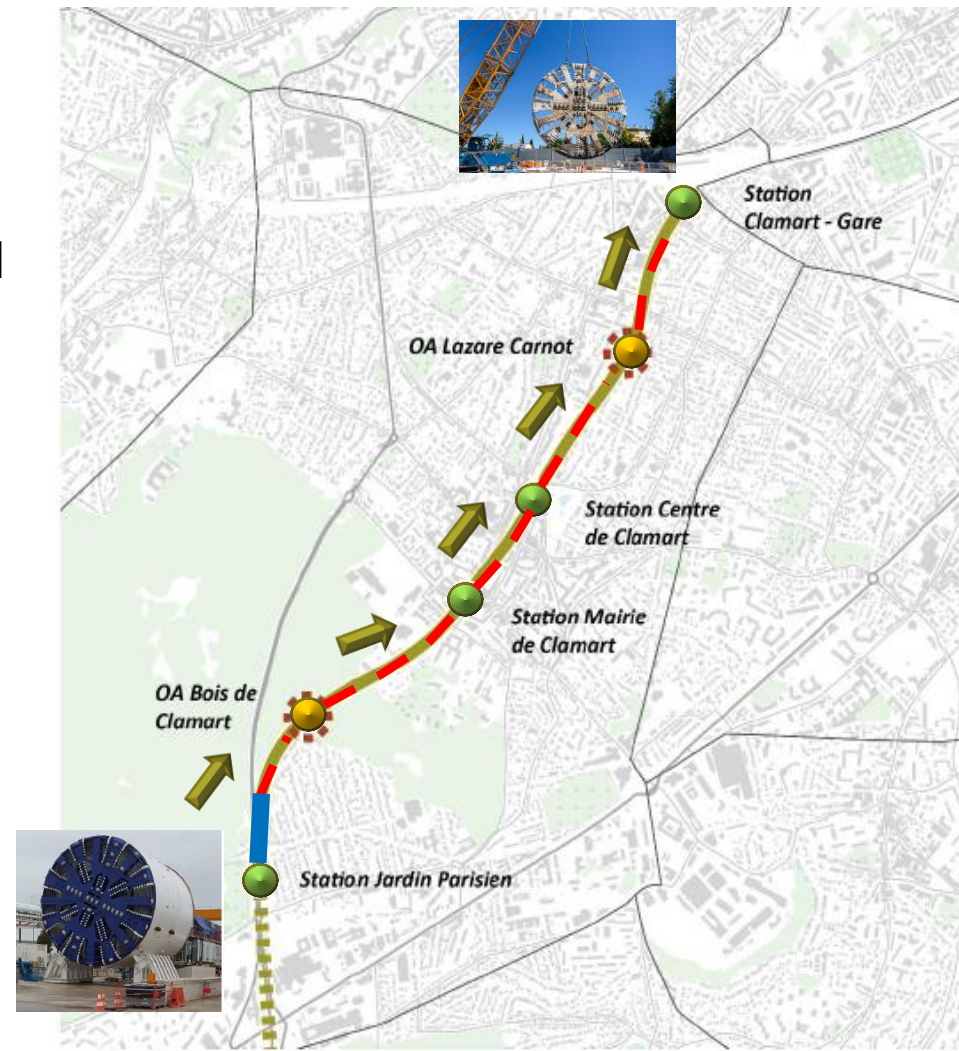 Station
Clamart - Gare
OA Lazare Carnot
Station Centre
de Clamart
Station Mairie
de Clamart
OA Bois de
Clamart
Station Jardin Parisien